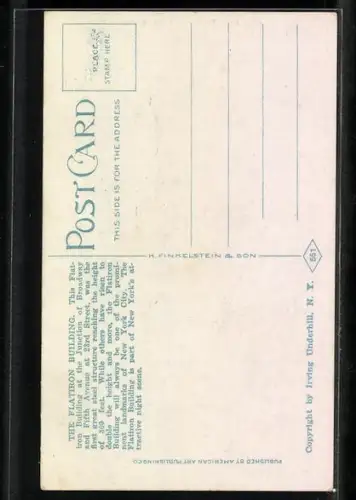 THE FLATIRON BUILDING. This Flat-
iron Building at the Junction of Broadway
and Fifth Avenue at 23rd Street, was the
first great steel structure reaching the height
of 305 feet. While others have risen to
double the height and more, the Flatiron
Building will always be one of the promi-
nent landmarks of New York City. The
Flatiron Building is part of New York's at-
tractive night scene.
POST CARD
THIS SIDE IS FOR THE ADDRESS
PLACE
STAMP HERE
H. FINKELSTEIN & SON
661
PUBLISHED BY AMERICAN ART PUBLISHING CO.
Copyright by Irving Underhill, N. Y.